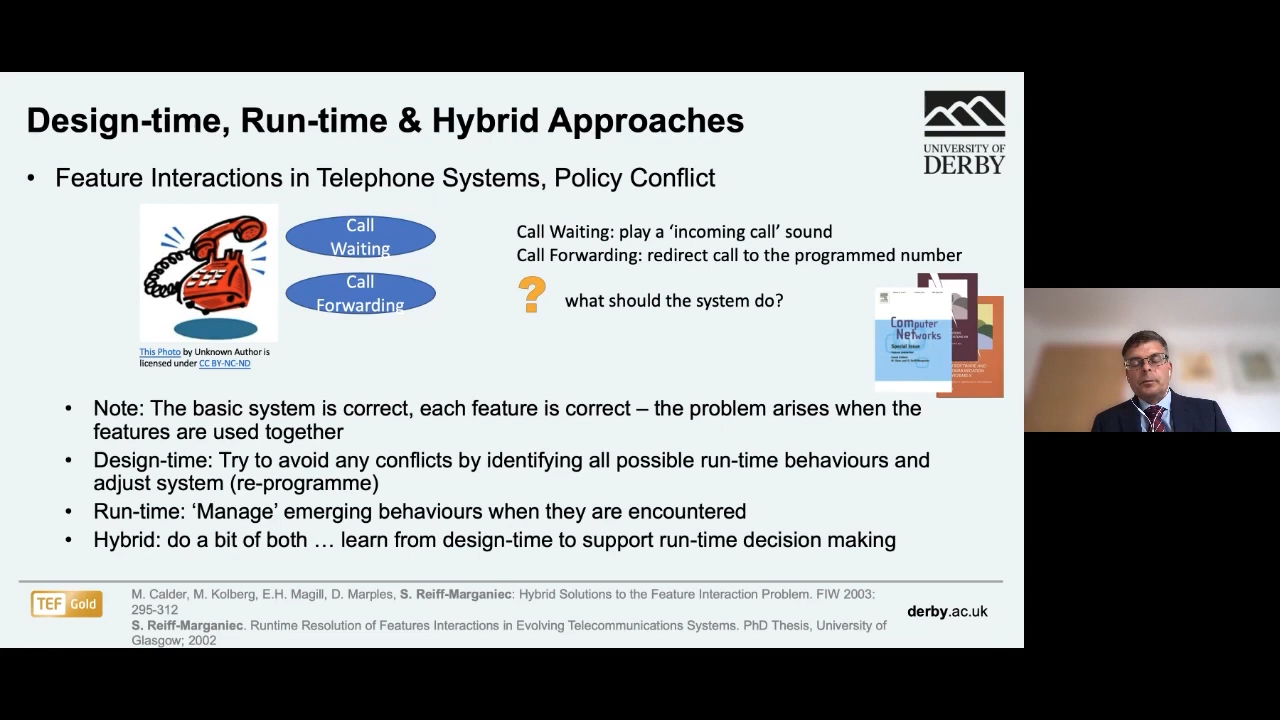 Design-time, Run-time & Hybrid Approaches
UNIVERSITY OF
DERBY
• Feature Interactions in Telephone Systems, Policy Conflict
Call
Waiting
Call
Forwarding
Call Waiting: play a ‘incoming call’ sound
Call Forwarding: redirect call to the programmed number
? what should the system do?
Computer
Networks
Special Issue
This Photo by Unknown Author is
licensed under CC BY-NC-ND
• Note: The basic system is correct, each feature is correct – the problem arises when the
features are used together
• Design-time: Try to avoid any conflicts by identifying all possible run-time behaviours and
adjust system (re-programme)
• Run-time: ‘Manage’ emerging behaviours when they are encountered
• Hybrid: do a bit of both … learn from design-time to support run-time decision making
TEF Gold
M. Calder, M. Kolberg, E.H. Magill, D. Marples, S. Reiff-Marganiec: Hybrid Solutions to the Feature Interaction Problem. FIW 2003:
295-312
S. Reiff-Marganiec. Runtime Resolution of Features Interactions in Evolving Telecommunications Systems. PhD Thesis, University of
Glasgow; 2002
derby.ac.uk